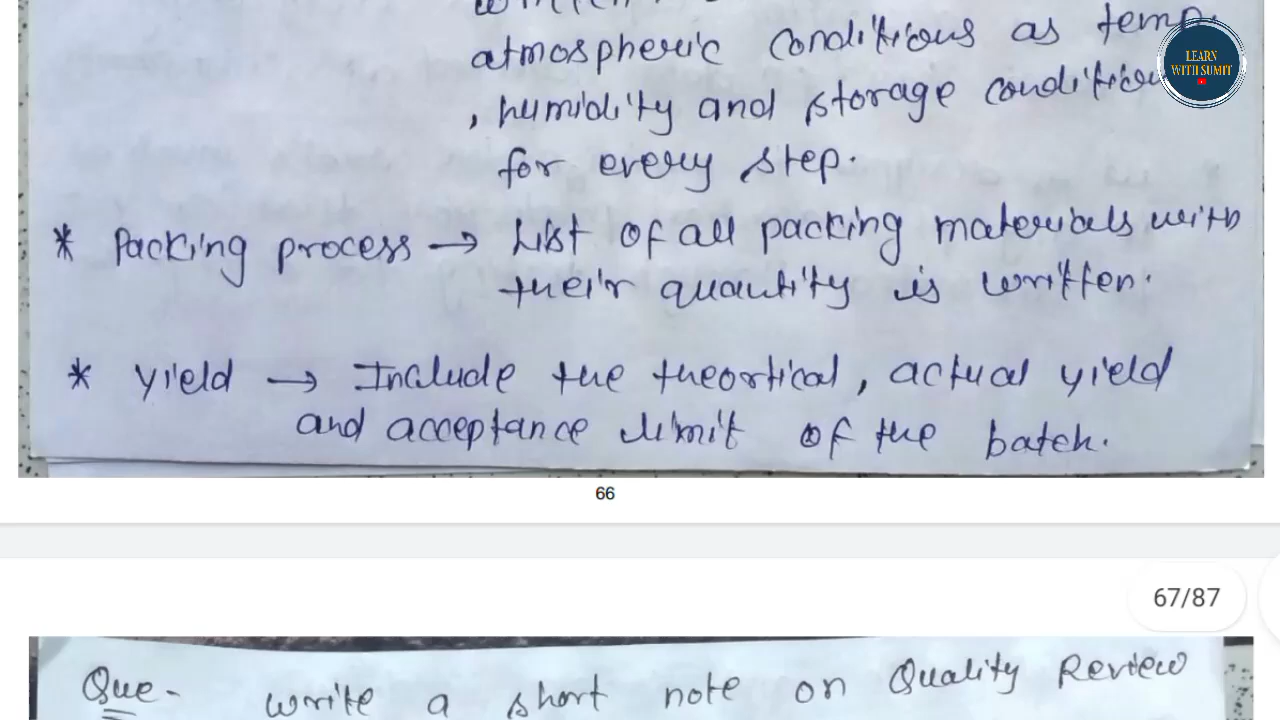 atmospheric conditions as temp.
LEARN
WITH SUMIT
, humidity and storage condition
for every step.
* Packing process → List of all packing materials with
their quantity is written.
* Yield → Include the theortical, actual yield
and acceptance limit of the batch.
66
67/87
Que- write a short note on Quality Review